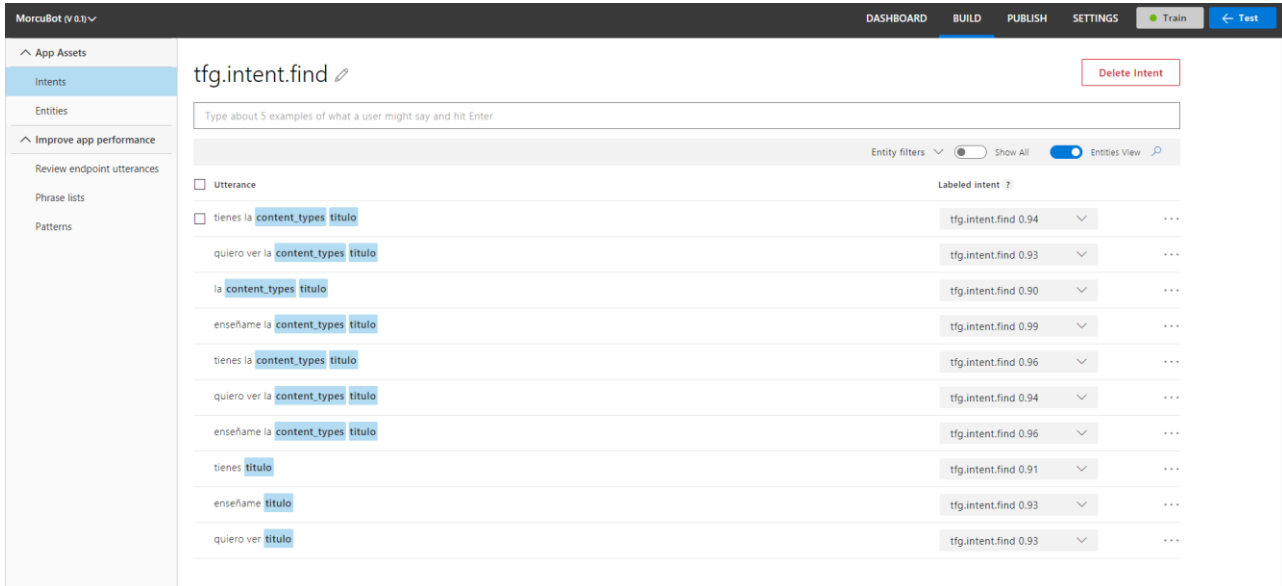 MorcuBot (V 0.1) DASHBOARD BUILD PUBLISH SETTINGS Train ← Test
App Assets
Intents
Entities
Improve app performance
Review endpoint utterances
Phrase lists
Patterns
tfg.intent.find Delete Intent
Type about 5 examples of what a user might say and hit Enter
Entity filters Show All Entities View
Utterance Labeled intent ?
tienes la content_types titulo tfg.intent.find 0.94 ...
quiero ver la content_types titulo tfg.intent.find 0.93 ...
la content_types titulo tfg.intent.find 0.90 ...
enseñame la content_types titulo tfg.intent.find 0.99 ...
tienes la content_types titulo tfg.intent.find 0.96 ...
quiero ver la content_types titulo tfg.intent.find 0.94 ...
enseñame la content_types titulo tfg.intent.find 0.96 ...
tienes titulo tfg.intent.find 0.91 ...
enseñame titulo tfg.intent.find 0.93 ...
quiero ver titulo tfg.intent.find 0.93 ...